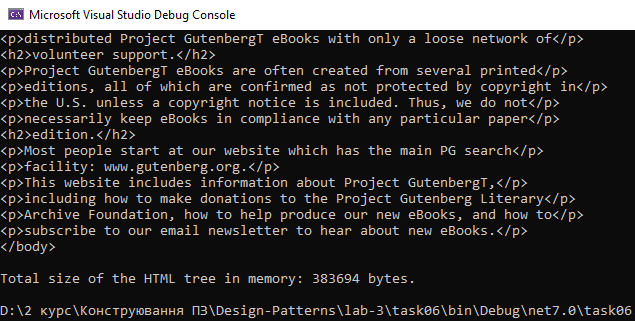 Microsoft Visual Studio Debug Console
<p>distributed Project GutenbergT eBooks with only a loose network of</p>
<h2>volunteer support.</h2>
<p>Project GutenbergT eBooks are often created from several printed</p>
<p>editions, all of which are confirmed as not protected by copyright in</p>
<p>the U.S. unless a copyright notice is included. Thus, we do not</p>
<p>necessarily keep eBooks in compliance with any particular paper</p>
<h2>edition.</h2>
<p>Most people start at our website which has the main PG search</p>
<p>facility: www.gutenberg.org.</p>
<p>This website includes information about Project GutenbergT,</p>
<p>including how to make donations to the Project Gutenberg Literary</p>
<p>Archive Foundation, how to help produce our new eBooks, and how to</p>
<p>subscribe to our email newsletter to hear about new eBooks.</p>
</body>
Total size of the HTML tree in memory: 383694 bytes.
D:\2 курс\Конструювання ПЗ\Design-Patterns\lab-3\task06\bin\Debug\net7.0\task06